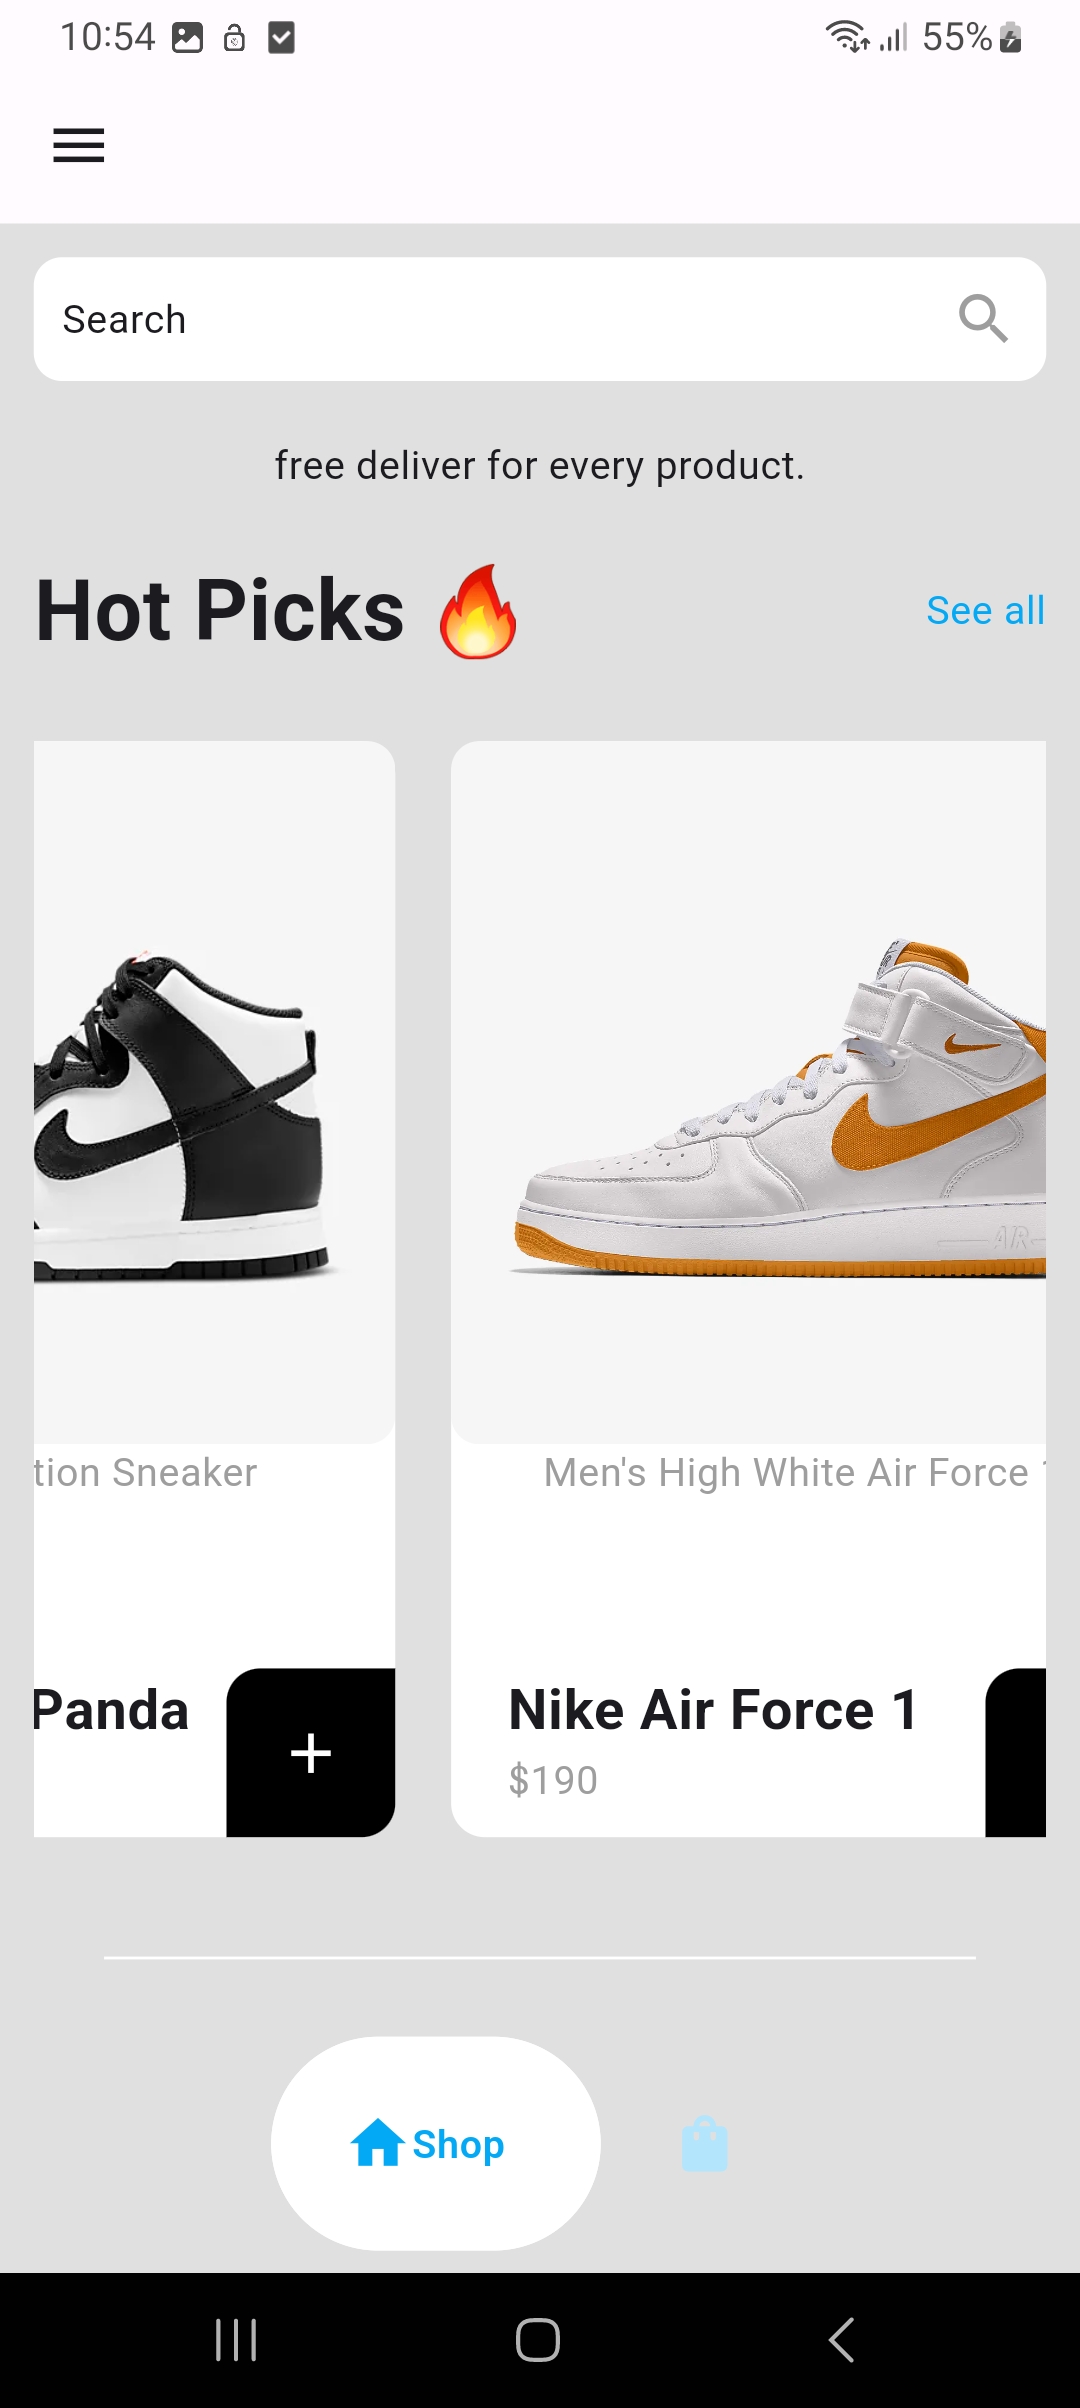 10:54
55%
Search
free deliver for every product.
Hot Picks 🔥
See all
AIR
tion Sneaker
Men's High White Air Force
Panda
+
Nike Air Force 1
$190
Shop